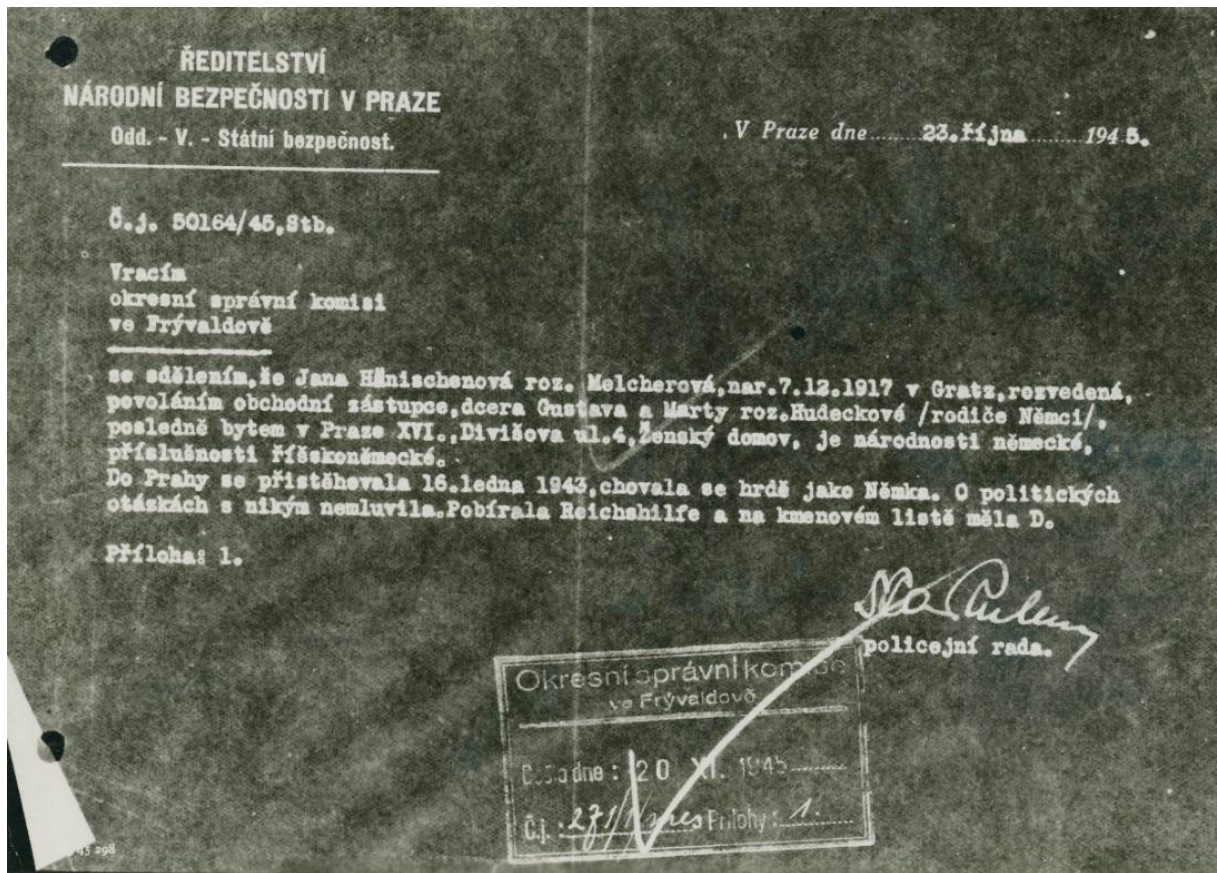 ŘEDITELSTVÍ
NÁRODNÍ BEZPEČNOSTI V PRAZE
Odd. - V. - Státní bezpečnost.
V Praze dne 23.října 1945.
Č.j. 50164/45,Stb.
Vracím
okresní správní komisi
ve Frývaldově
se sdělením,že Jana Hänischenová roz. Melcherová,nar.7.12.1917 v Gratz,rozvedená,
povoláním obchodní zástupce,dcera Gustava a Marty roz.Hudeckové /rodiče Němci/,
posledně bytem v Praze XVI.,Divišova ul.4,Ženský domov, je národnosti německé,
příslušnosti říšskoněmecké.
Do Prahy se přistěhovala 16.ledna 1943,chovala se hrdě jako Němka. O politických
otázkách s nikým nemluvila.Pobírala Reichshilfe a na kmenovém listě měla D.
Příloha: 1.
policejní rada.
Okresní správní komise
ve Frývaldově
Došlo dne : 20 XI. 1945
Č.j. : 271/1/ Přílohy : 1.
45 298